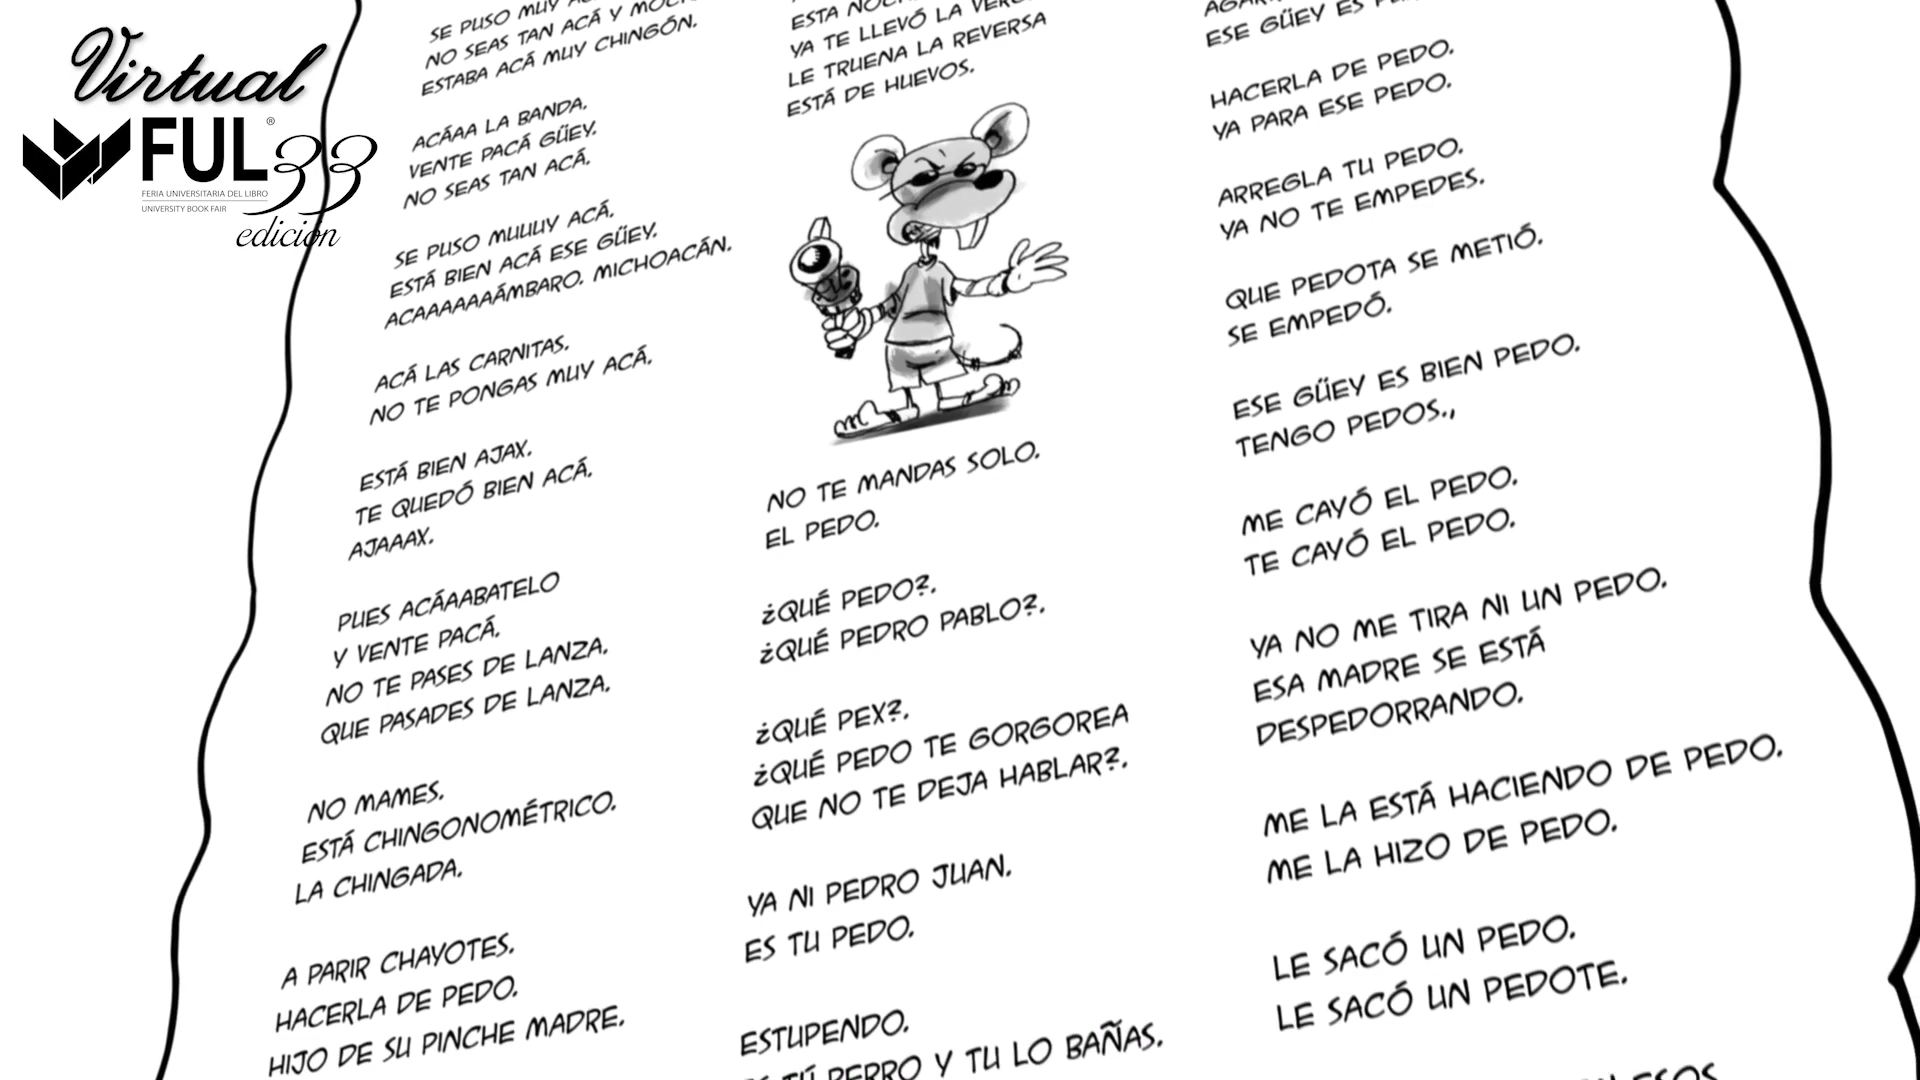 Virtual
FUL®33
FERIA UNIVERSITARIA DEL LIBRO
UNIVERSITY BOOK FAIR
edición
SE PUSO MUY
NO SEAS TAN ACÁ Y
ESTABA ACÁ MUY CHINGÓN.
ACÁAA LA BANDA.
VENTE PACÁ GÜEY.
NO SEAS TAN ACÁ.
SE PUSO MUUUY ACÁ.
ESTÁ BIEN ACÁ ESE GÜEY.
ACAAAAAAÁMBARO. MICHOACÁN.
ACÁ LAS CARNITAS.
NO TE PONGAS MUY ACÁ.
ESTÁ BIEN AJAX.
TE QUEDÓ BIEN ACÁ.
AJAAAX.
PUES ACÁAABATELO
Y VENTE PACÁ.
NO TE PASES DE LANZA.
QUE PASADES DE LANZA.
NO MAMES.
ESTÁ CHINGONOMÉTRICO.
LA CHINGADA.
A PARIR CHAYOTES.
HACERLA DE PEDO.
HIJO DE SU PINCHE MADRE.
ESTA
YA TE LLEVÓ LA
LE TRUENA LA REVERSA
ESTÁ DE HUEVOS.
NO TE MANDAS SOLO.
EL PEDO.
¿QUÉ PEDO?.
¿QUÉ PEDRO PABLO?.
¿QUÉ PEX?.
¿QUÉ PEDO TE GORGOREA
QUE NO TE DEJA HABLAR?.
YA NI PEDRO JUAN.
ES TU PEDO.
ESTUPENDO.
TÚ PERRO Y TU LO BAÑAS.
ESE GÜEY ES
HACERLA DE PEDO.
YA PARA ESE PEDO.
ARREGLA TU PEDO.
YA NO TE EMPEDES.
QUE PEDOTA SE METIÓ.
SE EMPEDÓ.
ESE GÜEY ES BIEN PEDO.
TENGO PEDOS.,
ME CAYÓ EL PEDO.
TE CAYÓ EL PEDO.
YA NO ME TIRA NI UN PEDO.
ESA MADRE SE ESTÁ
DESPEDORRANDO.
ME LA ESTÁ HACIENDO DE PEDO.
ME LA HIZO DE PEDO.
LE SACÓ UN PEDO.
LE SACÓ UN PEDOTE.
ESOS